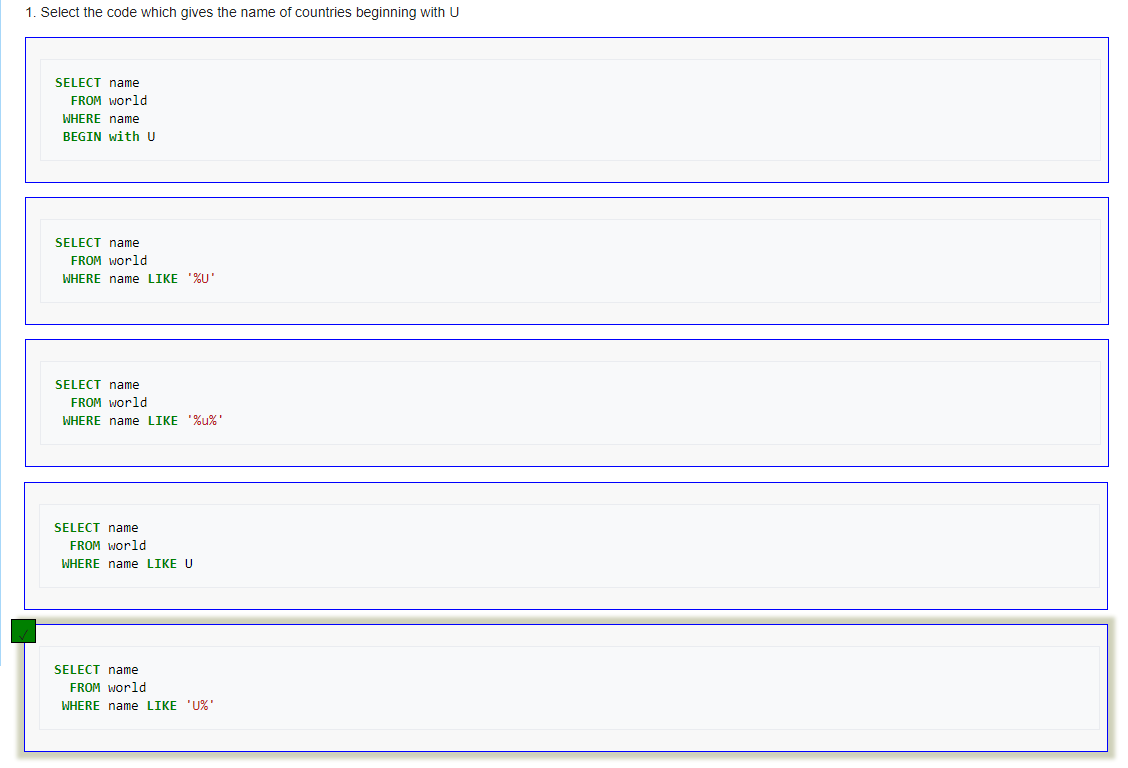 1. Select the code which gives the name of countries beginning with U
SELECT name
FROM world
WHERE name
BEGIN with U
SELECT name
FROM world
WHERE name LIKE '%U'
SELECT name
FROM world
WHERE name LIKE '%u%'
SELECT name
FROM world
WHERE name LIKE U
✓
SELECT name
FROM world
WHERE name LIKE 'U%'